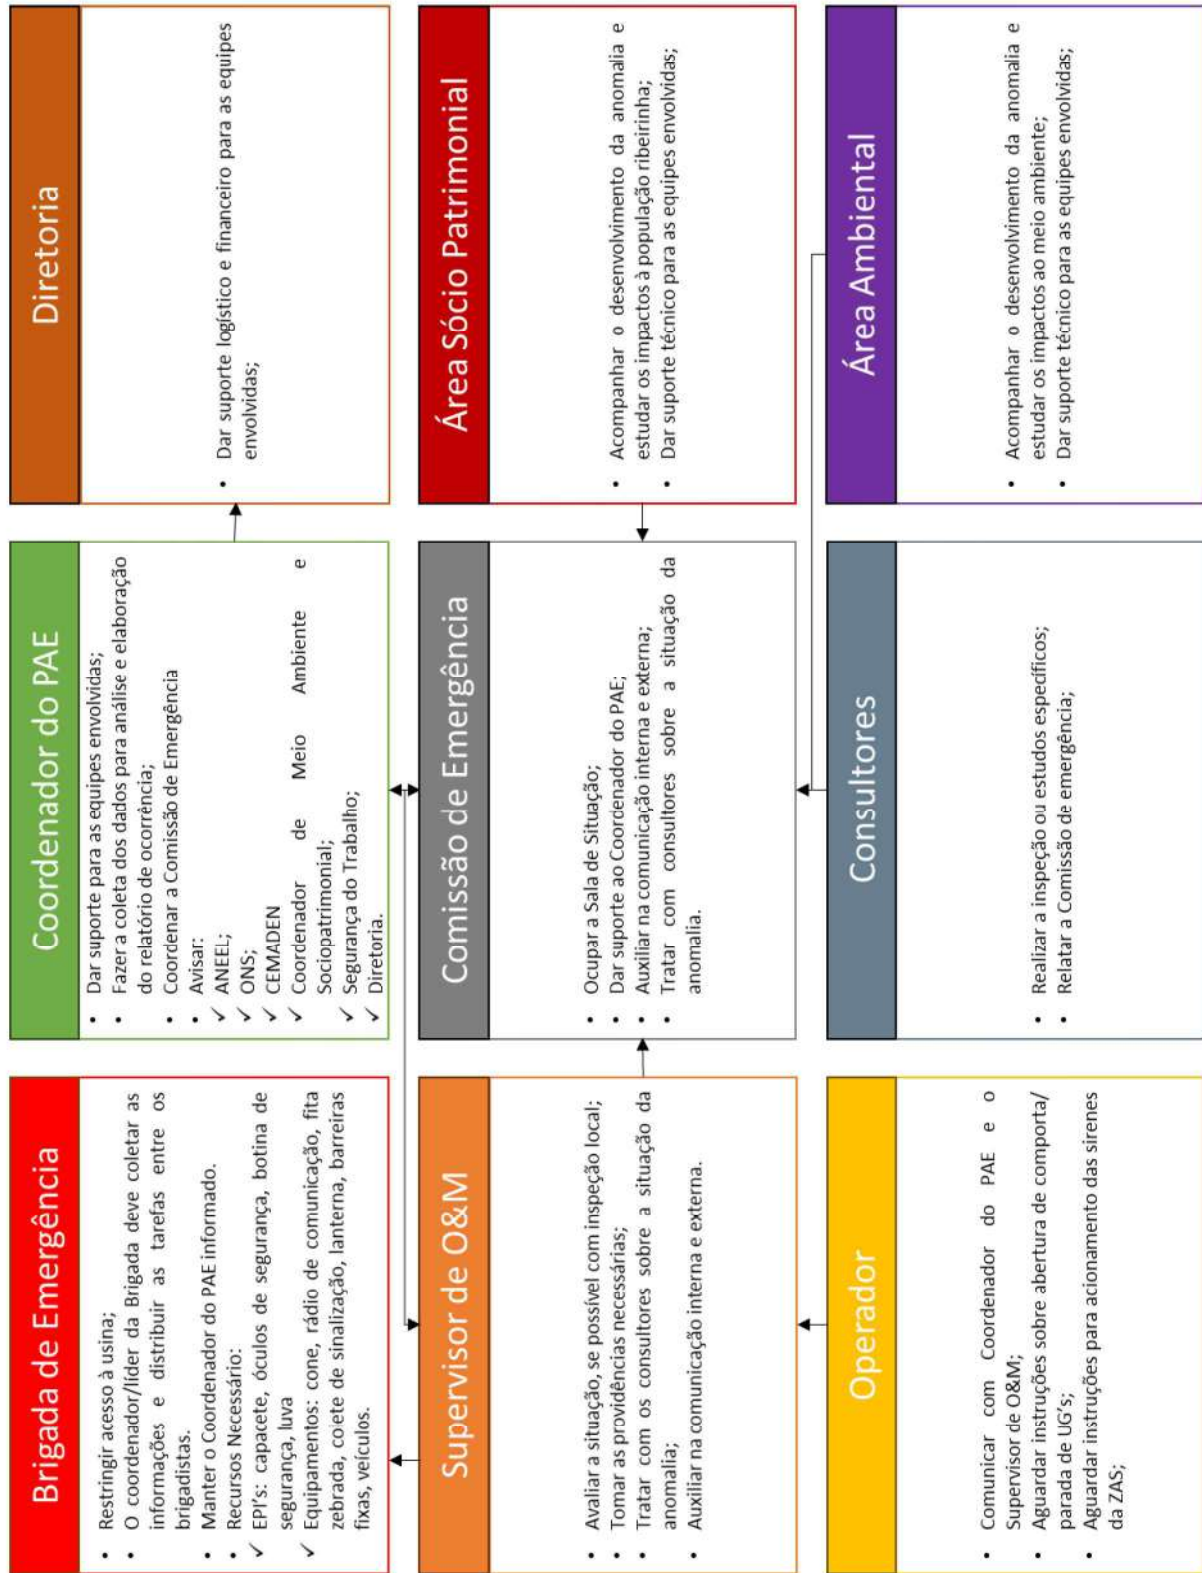 Brigada de Emergência
• Restringir acesso à usina;
• O coordenador/líder da Brigada deve coletar as
informações e distribuir as tarefas entre os
brigadistas.
• Manter o Coordenador do PAE informado.
• Recursos Necessário:
✓ EPI's: capacete, óculos de segurança, botina de
segurança, luva
✓ Equipamentos: cone, rádio de comunicação, fita
zebrada, colete de sinalização, lanterna, barreiras
fixas, veículos.
Coordenador do PAE
• Dar suporte para as equipes envolvidas;
• Fazer a coleta dos dados para análise e elaboração
do relatório de ocorrência;
• Coordenar a Comissão de Emergência
• Avisar:
✓ ANEEL;
✓ ONS;
✓ CEMADEN
✓ Coordenador de Meio Ambiente e
Sociopatrimonial;
✓ Segurança do Trabalho;
✓ Diretoria.
Diretoria
• Dar suporte logístico e financeiro para as equipes
envolvidas;
Supervisor de O&M
• Avaliar a situação, se possível com inspeção local;
• Tomar as providências necessárias;
• Tratar com os consultores sobre a situação da
anomalia;
• Auxiliar na comunicação interna e externa.
Comissão de Emergência
• Ocupar a Sala de Situação;
• Dar suporte ao Coordenador do PAE;
• Auxiliar na comunicação interna e externa;
• Tratar com consultores sobre a situação da
anomalia.
Área Sócio Patrimonial
• Acompanhar o desenvolvimento da anomalia e
estudar os impactos à população ribeirinha;
• Dar suporte técnico para as equipes envolvidas;
Operador
• Comunicar com Coordenador do PAE e o
Supervisor de O&M;
• Aguardar instruções sobre abertura de comporta/
parada de UG's;
• Aguardar instruções para acionamento das sirenes
da ZAS;
Consultores
• Realizar a inspeção ou estudos específicos;
• Relatar a Comissão de emergência;
Área Ambiental
• Acompanhar o desenvolvimento da anomalia e
estudar os impactos ao meio ambiente;
• Dar suporte técnico para as equipes envolvidas;